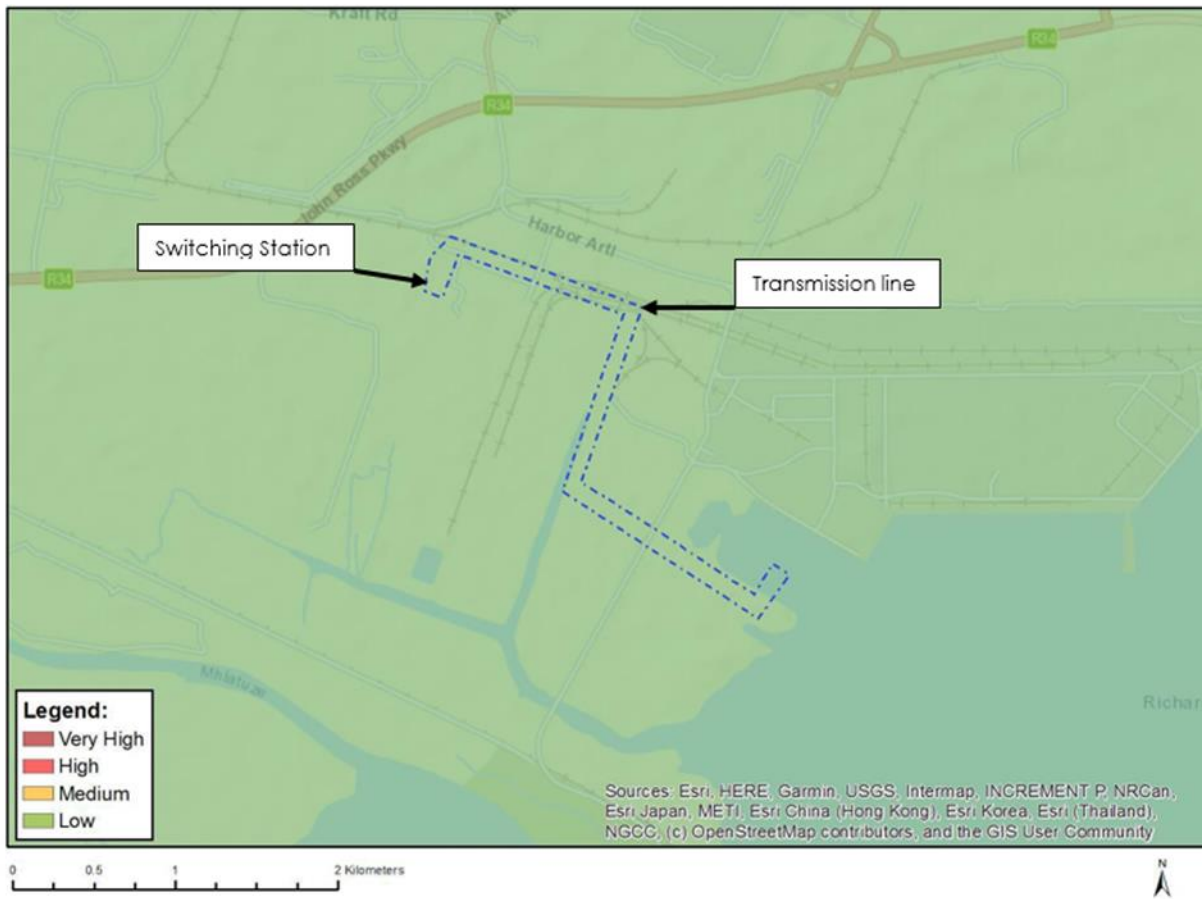 Kraft Rd
R34
R34
John Ross Pkwy
Harbor Artl
Switching Station
R34
Transmission line
Mhlatuze
Richar
Legend:
Very High
High
Medium
Low
Sources: Esri, HERE, Garmin, USGS, Intermap, INCREMENT P, NRCan,
Esri Japan, METI, Esri China (Hong Kong), Esri Korea, Esri (Thailand),
NGCC, (c) OpenStreetMap contributors, and the GIS User Community
0 0.5 1 2 Kilometers
N